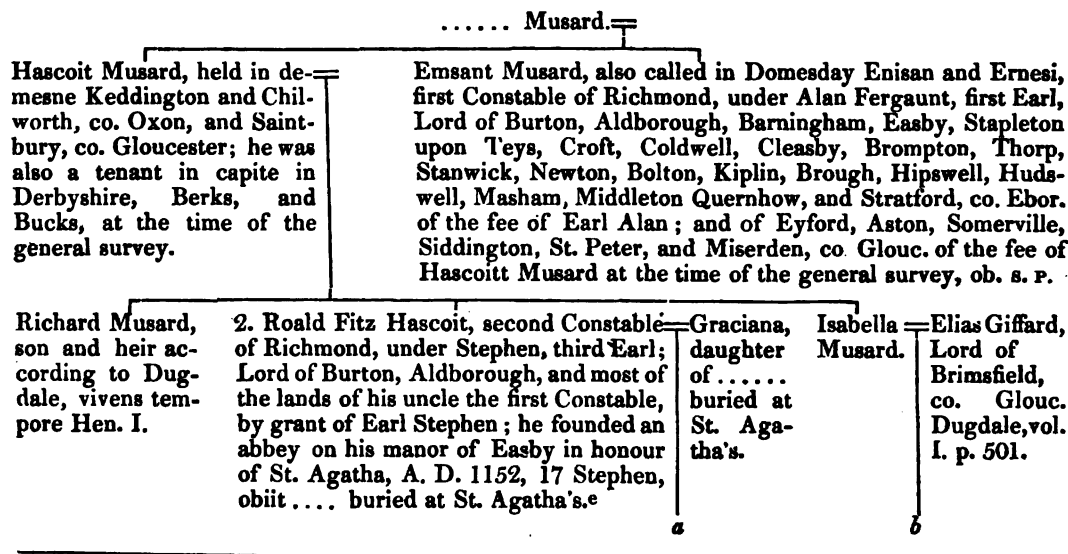 ...... Musard.
Hascoit Musard, held in de-
mesne Keddington and Chil-
worth, co. Oxon, and Saint-
bury, co. Gloucester; he was
also a tenant in capite in
Derbyshire, Berks, and
Bucks, at the time of the
general survey.
Emsant Musard, also called in Domesday Enisan and Ernesi,
first Constable of Richmond, under Alan Fergaunt, first Earl,
Lord of Burton, Aldborough, Barningham, Easby, Stapleton
upon Teys, Croft, Coldwell, Cleasby, Brompton, Thorp,
Stanwick, Newton, Bolton, Kiplin, Brough, Hipswell, Huds-
well, Masham, Middleton Quernhow, and Stratford, co. Ebor.
of the fee of Earl Alan; and of Eyford, Aston, Somerville,
Siddington, St. Peter, and Miserden, co Glouc. of the fee of
Hascoitt Musard at the time of the general survey, ob. s. P.
Richard Musard,
son and heir ac-
cording to Dug-
dale, vivens tem-
pore Hen. I.
2. Roald Fitz Hascoit, second Constable
of Richmond, under Stephen, third Earl;
Lord of Burton, Aldborough, and most of
the lands of his uncle the first Constable,
by grant of Earl Stephen; he founded an
abbey on his manor of Easby in honour
of St. Agatha, A. D. 1152, 17 Stephen,
obiit .... buried at St. Agatha's.e
Graciana,
daughter
of ......
buried at
St. Aga-
tha's.
Isabella
Musard.
Elias Giffard,
Lord of
Brimsfield,
co. Glouc.
Dugdale, vol.
I. p. 501.
a
b